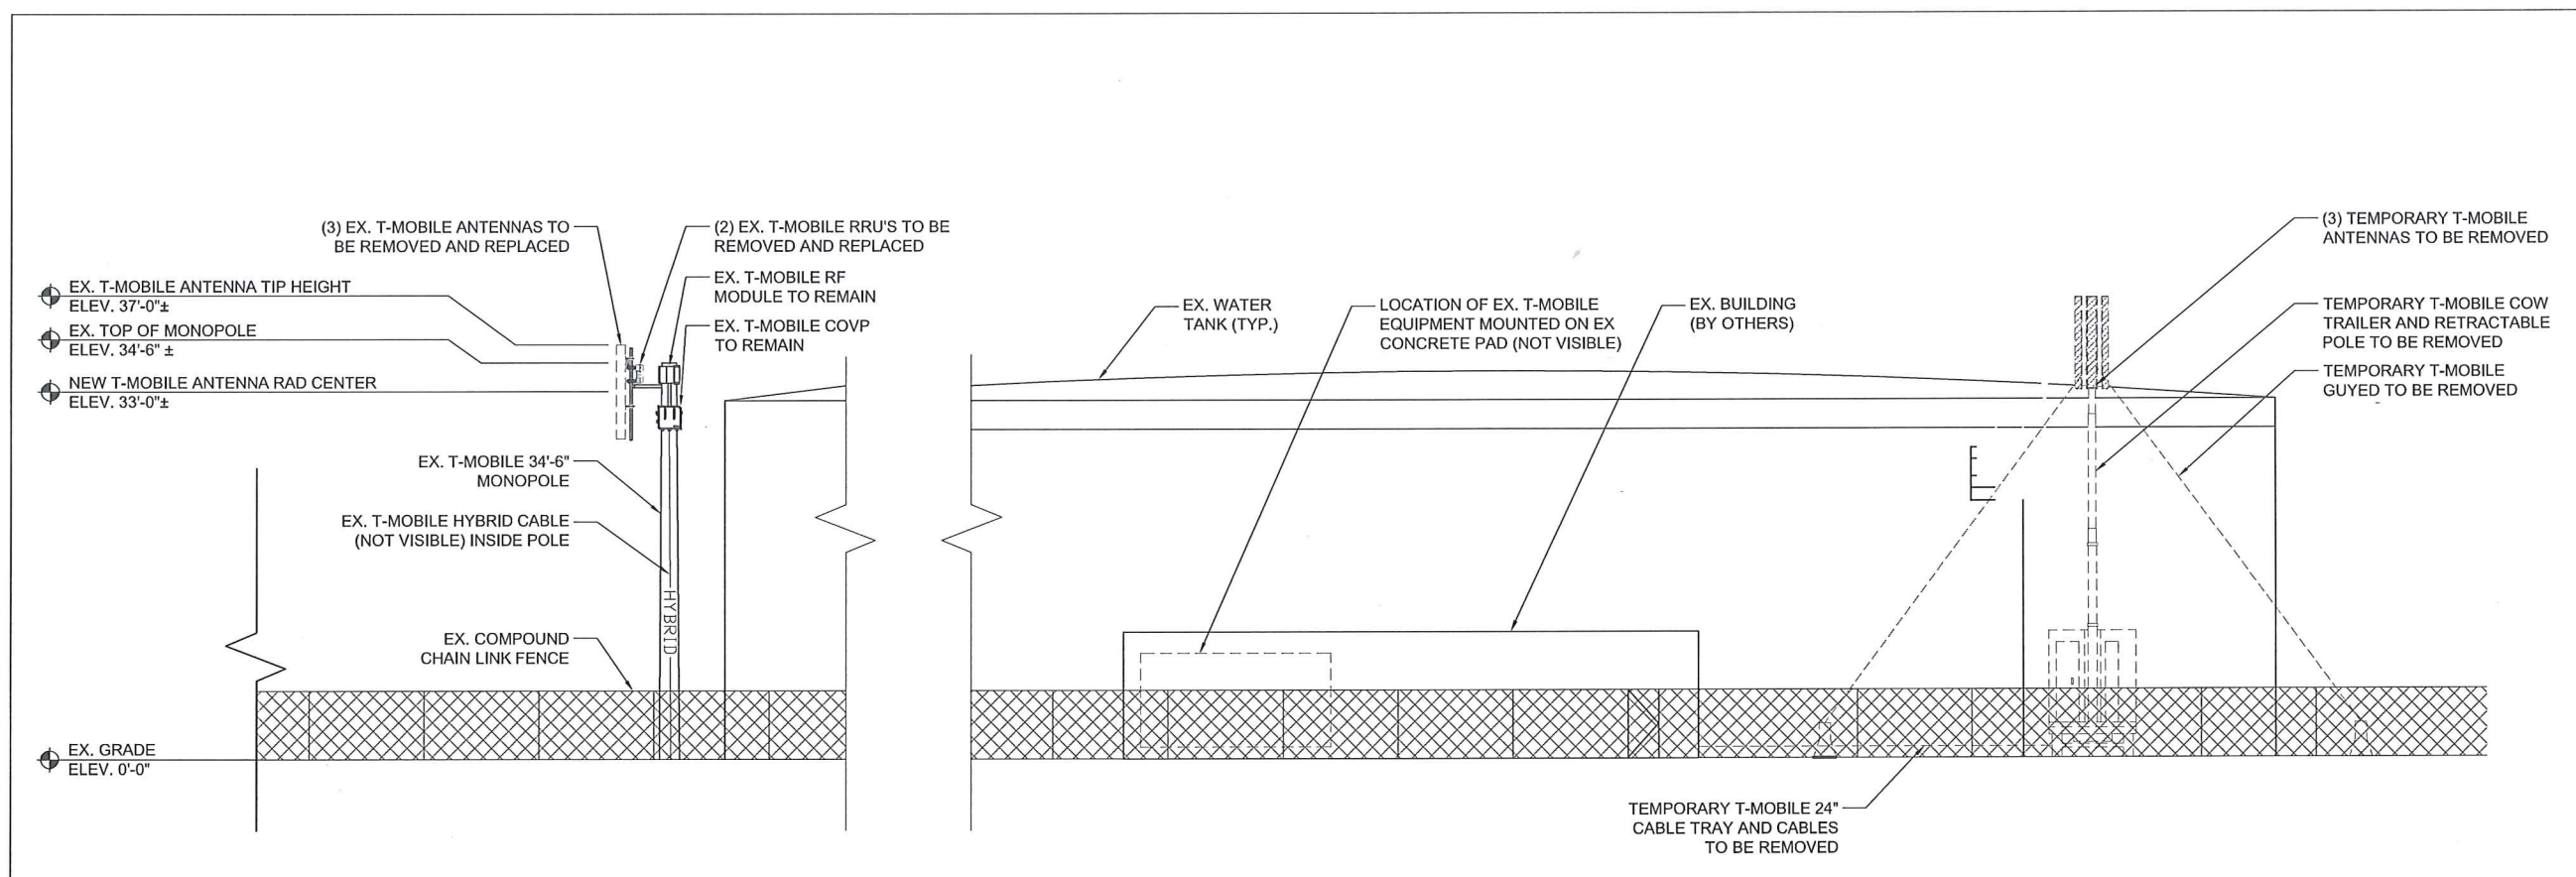 (3) EX. T-MOBILE ANTENNAS TO
BE REMOVED AND REPLACED
(2) EX. T-MOBILE RRU'S TO BE
REMOVED AND REPLACED
(3) TEMPORARY T-MOBILE
ANTENNAS TO BE REMOVED
EX. T-MOBILE ANTENNA TIP HEIGHT
ELEV. 37'-0"±
EX. TOP OF MONOPOLE
ELEV. 34'-6" ±
NEW T-MOBILE ANTENNA RAD CENTER
ELEV. 33'-0"±
EX. T-MOBILE RF
MODULE TO REMAIN
EX. T-MOBILE COVP
TO REMAIN
EX. WATER
TANK (TYP.)
LOCATION OF EX. T-MOBILE
EQUIPMENT MOUNTED ON EX
CONCRETE PAD (NOT VISIBLE)
EX. BUILDING
(BY OTHERS)
TEMPORARY T-MOBILE COW
TRAILER AND RETRACTABLE
POLE TO BE REMOVED
TEMPORARY T-MOBILE
GUYED TO BE REMOVED
EX. T-MOBILE 34'-6"
MONOPOLE
EX. T-MOBILE HYBRID CABLE
(NOT VISIBLE) INSIDE POLE
HYBRID
EX. COMPOUND
CHAIN LINK FENCE
EX. GRADE
ELEV. 0'-0"
TEMPORARY T-MOBILE 24"
CABLE TRAY AND CABLES
TO BE REMOVED